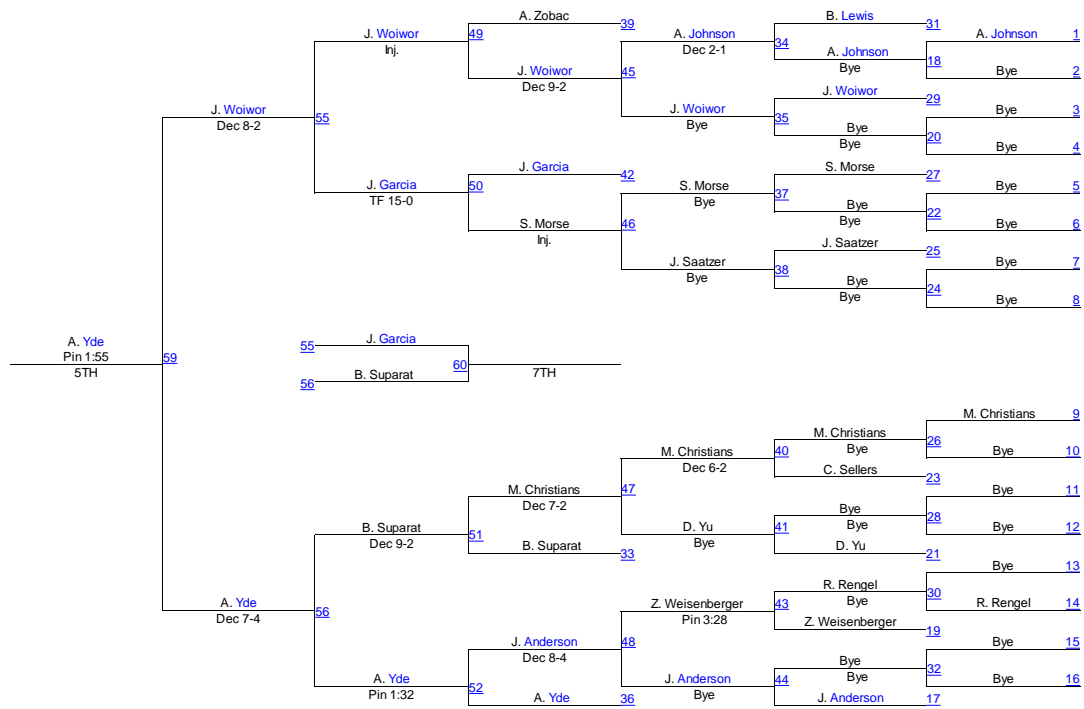 A. Zobac 39 B. Lewis 31
J. Woiwor 49 A. Johnson 34 A. Johnson 1
Inj. Dec 2-1 A. Johnson 18
J. Woiwor 45 Bye Bye 2
Dec 9-2 J. Woiwor 29
J. Woiwor 55 J. Woiwor 35 Bye 3
Dec 8-2 Bye Bye 20
Bye Bye 4
J. Garcia 42 S. Morse 27
J. Garcia 50 S. Morse 37 Bye 5
TF 15-0 Bye Bye 22
S. Morse 46 Bye Bye 6
Inj. J. Saatzer 25
J. Saatzer 38 Bye 7
Bye Bye 24
Bye Bye 8
A. Yde 55 J. Garcia
Pin 1:55 59 60
5TH 7TH
56 B. Suparat
M. Christians 9
M. Christians 26
M. Christians 40 Bye Bye 10
Dec 6-2 C. Sellers 23
M. Christians 47 Bye 11
Dec 7-2 Bye 28
B. Suparat 51 D. Yu 41 Bye Bye 12
Dec 9-2 B. Suparat 33 Bye D. Yu 21
Bye 13
R. Rengel 30
A. Yde 56 Z. Weisenberger 43 Bye R. Rengel 14
Dec 7-4 Pin 3:28 Z. Weisenberger 19
J. Anderson 48 Bye 15
Dec 8-4 Bye 32
A. Yde 52 J. Anderson 44 Bye Bye 16
Pin 1:32 A. Yde 36 Bye J. Anderson 17